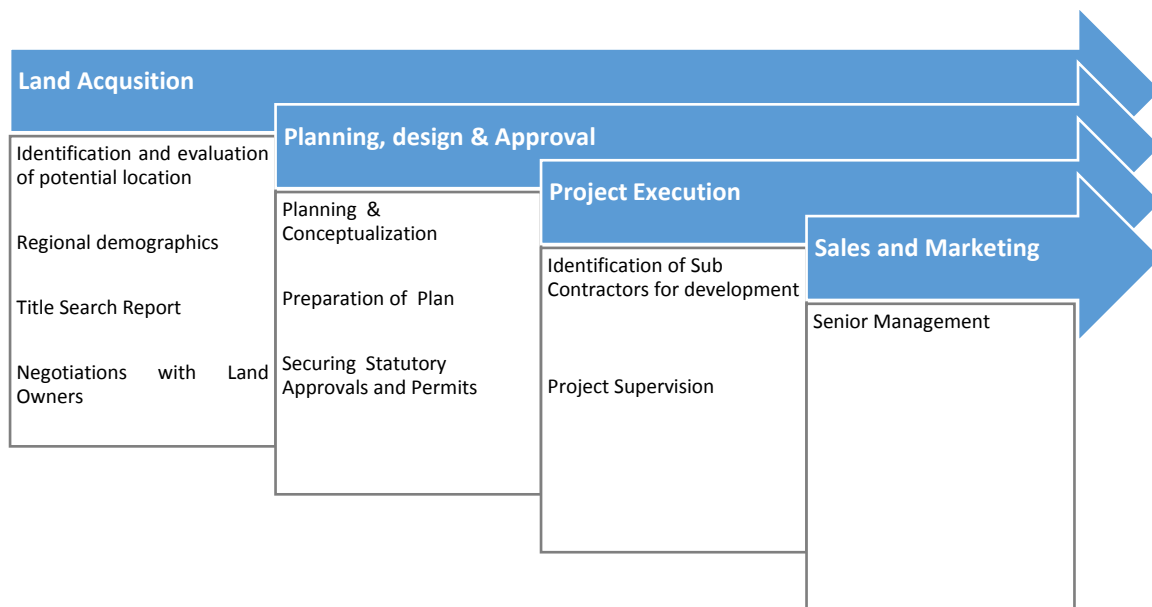 Land Acqusition
Identification and evaluation
of potential location
Regional demographics
Title Search Report
Negotiations with Land
Owners
Planning, design & Approval
Planning &
Conceptualization
Preparation of Plan
Securing Statutory
Approvals and Permits
Project Execution
Identification of Sub
Contractors for development
Project Supervision
Sales and Marketing
Senior Management